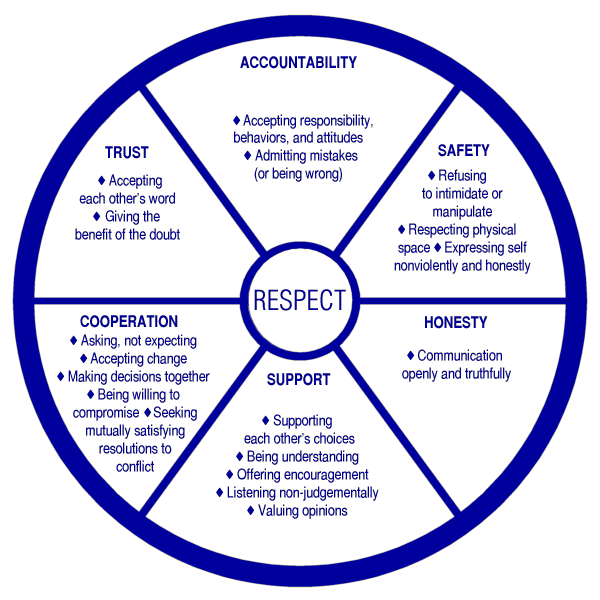 ACCOUNTABILITY
♦ Accepting responsibility,
behaviors, and attitudes
♦ Admitting mistakes
(or being wrong)
TRUST
♦ Accepting
each other's word
♦ Giving the
benefit of the doubt
SAFETY
♦ Refusing
to intimidate or
manipulate
♦ Respecting physical
space ♦ Expressing self
nonviolently and honestly
RESPECT
COOPERATION
♦ Asking, not expecting
♦ Accepting change
♦ Making decisions together
♦ Being willing to
compromise ♦ Seeking
mutually satisfying
resolutions to
conflict
SUPPORT
♦ Supporting
each other's choices
♦ Being understanding
♦ Offering encouragement
♦ Listening non-judgementally
♦ Valuing opinions
HONESTY
♦ Communication
openly and truthfully